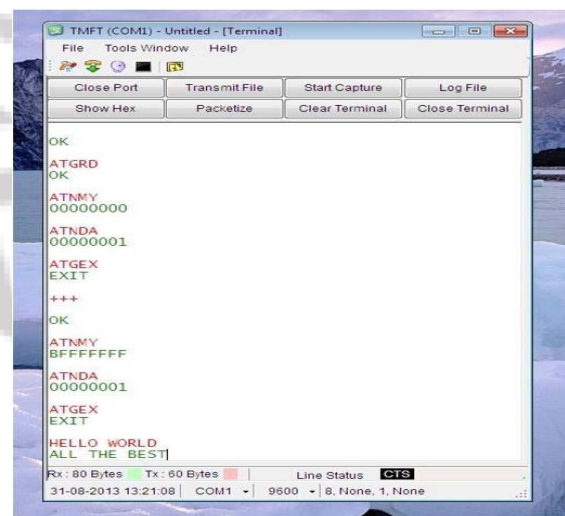 TMFT (COM1) - Untitled - [Terminal]
File Tools Window Help
Close Port Transmit File Start Capture Log File
Show Hex Packetize Clear Terminal Close Terminal
OK
ATGRD
OK
ATNMY
00000000
ATNDA
00000001
ATGEX
EXIT
+++
OK
ATNMY
BFFFFFFF
ATNDA
00000001
ATGEX
EXIT
HELLO WORLD
ALL THE BEST
Rx : 80 Bytes Tx : 60 Bytes Line Status CTS
31-08-2013 13:21:08 COM1 9600 8, None, 1, None